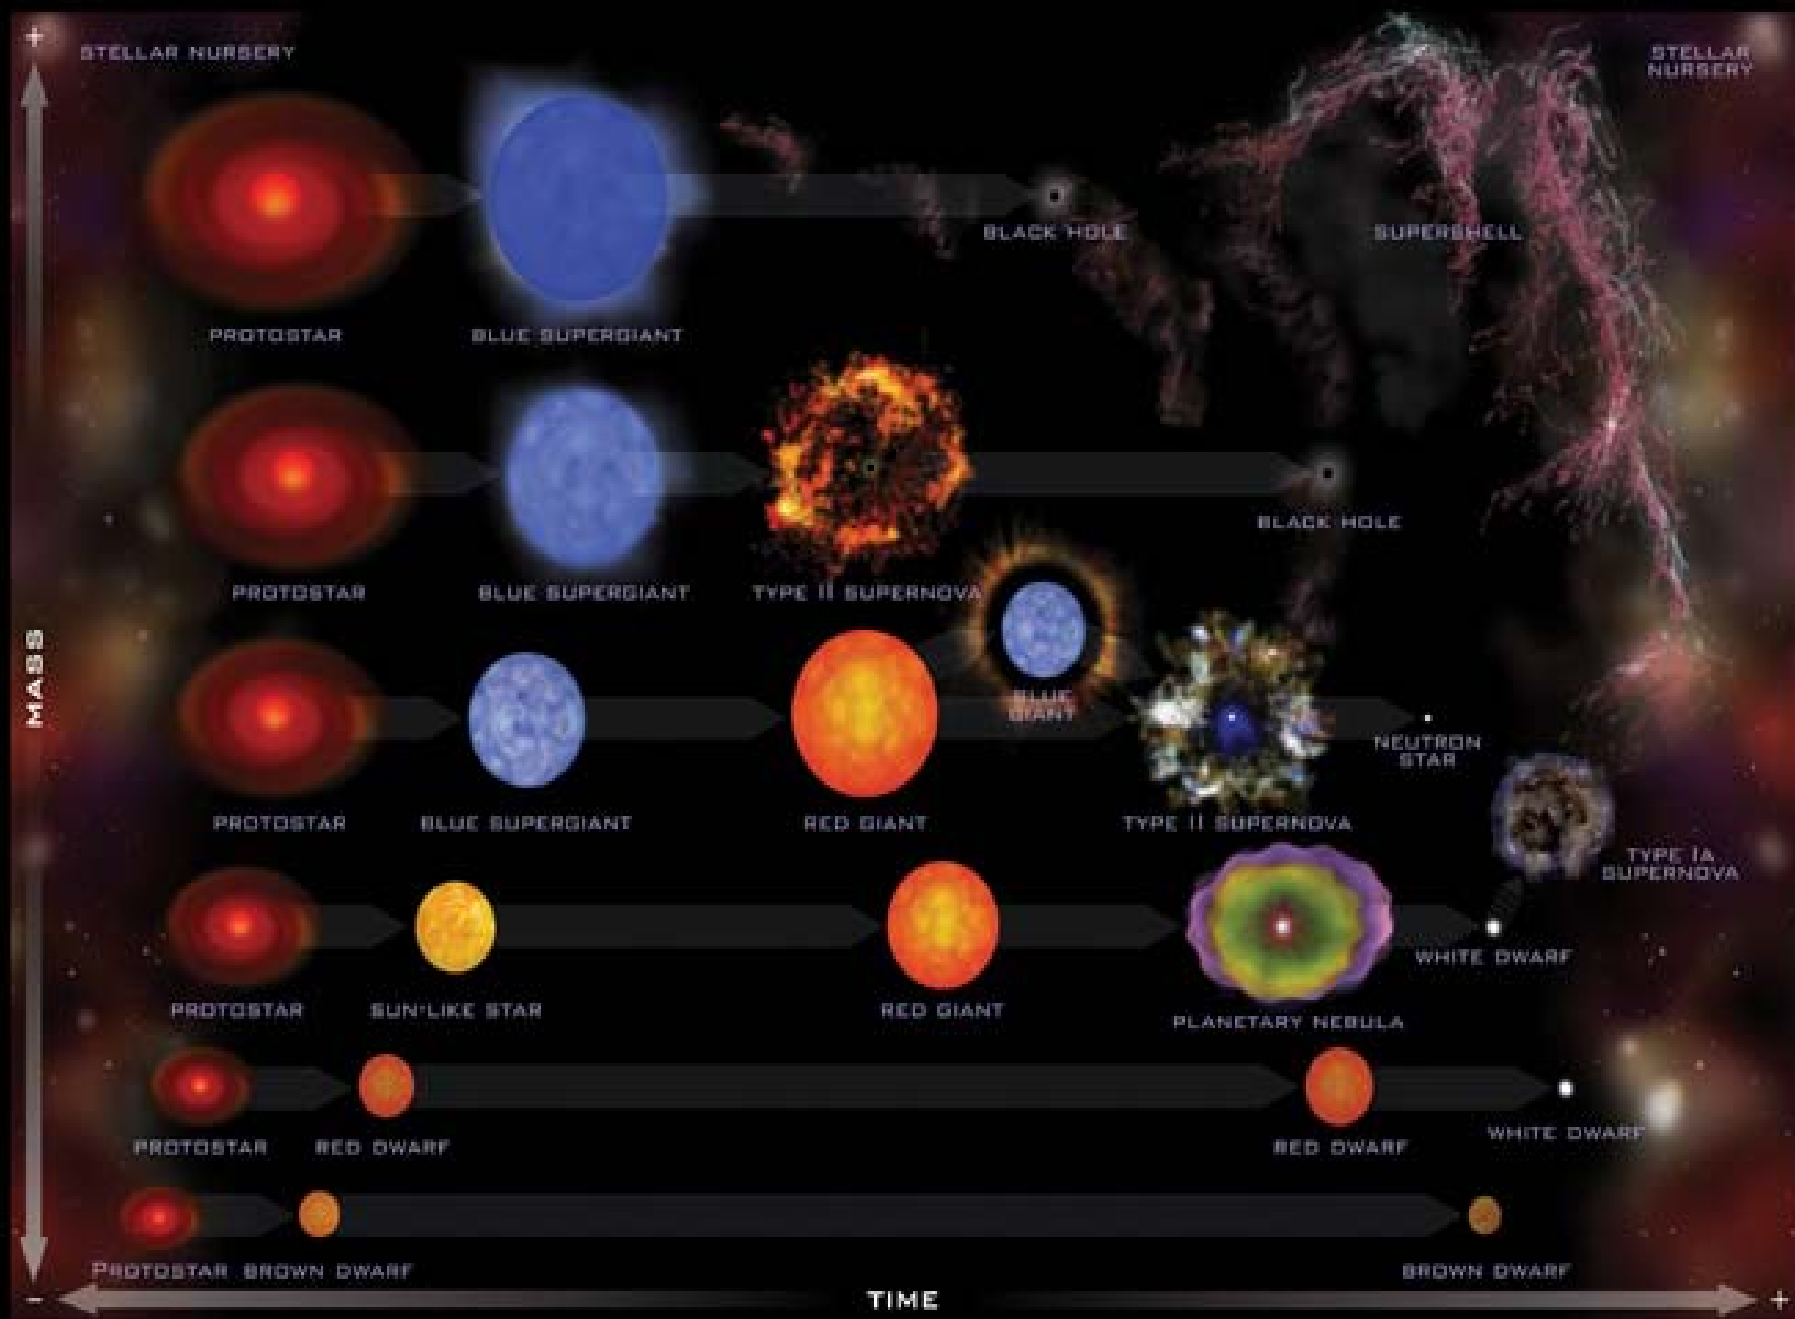 +
STELLAR NURSERY
STELLAR
NURSERY
BLACK HOLE
SUPERSHELL
PROTOSTAR
BLUE SUPERGIANT
BLACK HOLE
PROTOSTAR
BLUE SUPERGIANT
TYPE II SUPERNOVA
BLUE
GIANT
MASS
NEUTRON
STAR
PROTOSTAR
BLUE SUPERGIANT
RED GIANT
TYPE II SUPERNOVA
TYPE Ia
SUPERNOVA
WHITE DWARF
PROTOSTAR
SUN-LIKE STAR
RED GIANT
PLANETARY NEBULA
WHITE DWARF
PROTOSTAR
RED DWARF
RED DWARF
PROTOSTAR
BROWN DWARF
BROWN DWARF
-
TIME
+